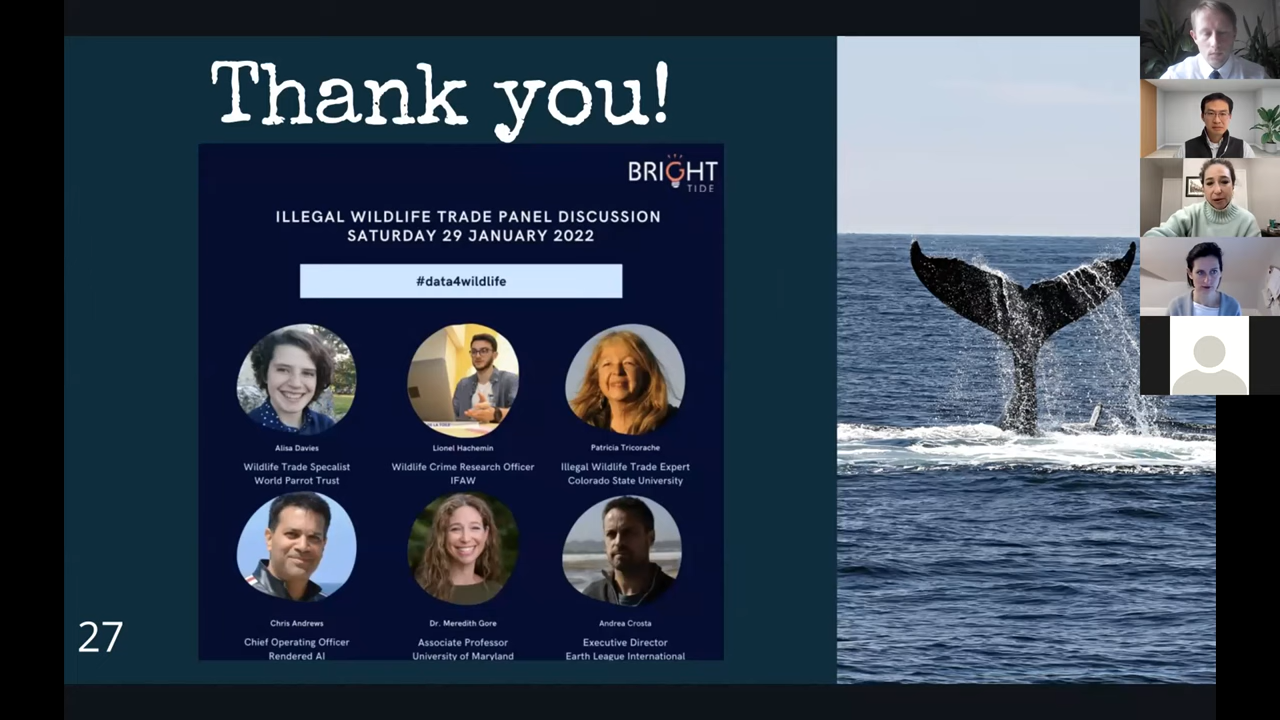 Thank you!
BRIGHT
TIDE
ILLEGAL WILDLIFE TRADE PANEL DISCUSSION
SATURDAY 29 JANUARY 2022
#data4wildlife
Alisa Davies
Wildlife Trade Specalist
World Parrot Trust
Lionel Hachemin
Wildlife Crime Research Officer
IFAW
Patricia Tricorache
Illegal Wildlife Trade Expert
Colorado State University
Chris Andrews
Chief Operating Officer
Rendered AI
Dr. Meredith Gore
Associate Professor
University of Maryland
Andrea Crosta
Executive Director
Earth League International
27